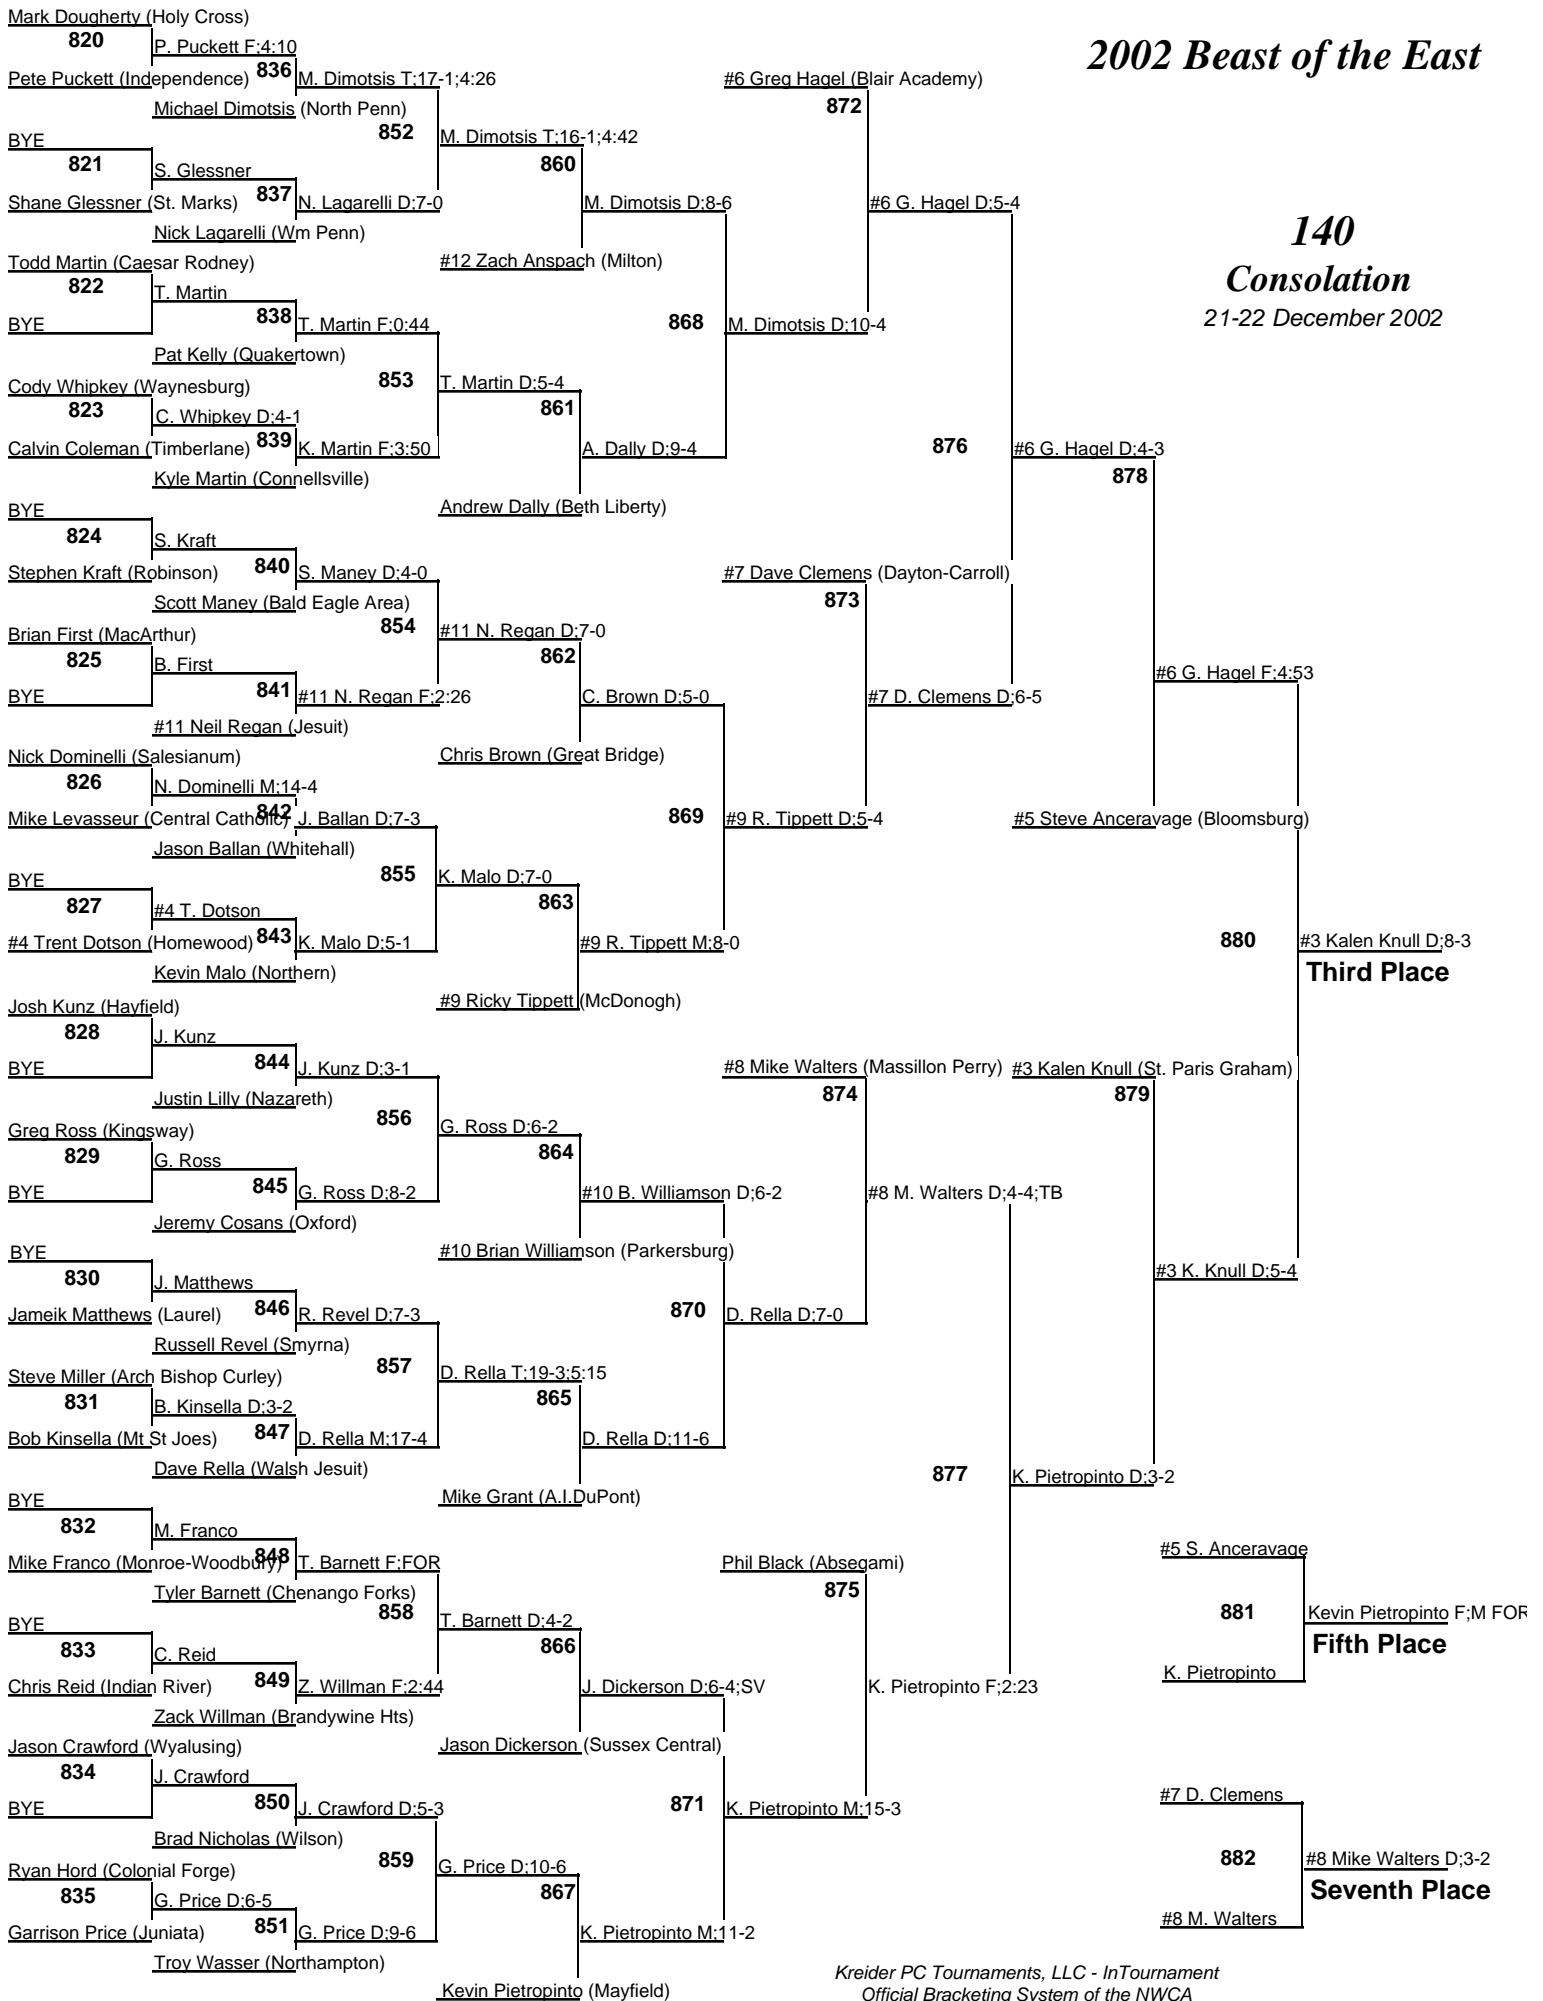 2002 Beast of the East
140
Consolation
21-22 December 2002
Mark Dougherty (Holy Cross)
820
P. Puckett F;4:10
Pete Puckett (Independence)
836
M. Dimotsis T;17-1;4:26
Michael Dimotsis (North Penn)
852
BYE
M. Dimotsis T;16-1;4:42
821
860
S. Glessner
Shane Glessner (St. Marks)
837
N. Lagarelli D;7-0
M. Dimotsis D;8-6
Nick Lagarelli (Wm Penn)
Todd Martin (Caesar Rodney)
#12 Zach Anspach (Milton)
822
T. Martin
838
BYE
T. Martin F;0:44
868
M. Dimotsis D;10-4
Pat Kelly (Quakertown)
853
Cody Whipkey (Waynesburg)
T. Martin D;5-4
823
861
C. Whipkey D;4-1
Calvin Coleman (Timberlane)
839
K. Martin F;3:50
A. Dally D;9-4
Kyle Martin (Connellsville)
BYE
Andrew Dally (Beth Liberty)
824
S. Kraft
Stephen Kraft (Robinson)
840
S. Maney D;4-0
Scott Maney (Bald Eagle Area)
854
Brian First (MacArthur)
#11 N. Regan D;7-0
825
862
B. First
841
BYE
#11 N. Regan F;2:26
C. Brown D;5-0
#11 Neil Regan (Jesuit)
Nick Dominelli (Salesianum)
Chris Brown (Great Bridge)
826
N. Dominelli M;14-4
842
Mike Levasseur (Central Catholic)
J. Ballan D;7-3
869
#9 R. Tippett D;5-4
Jason Ballan (Whitehall)
855
BYE
K. Malo D;7-0
827
863
#4 T. Dotson
#4 Trent Dotson (Homewood)
843
K. Malo D;5-1
#9 R. Tippett M;8-0
Kevin Malo (Northern)
#9 Ricky Tippett (McDonogh)
Josh Kunz (Hayfield)
828
J. Kunz
844
BYE
J. Kunz D;3-1
Justin Lilly (Nazareth)
856
Greg Ross (Kingsway)
G. Ross D;6-2
829
864
G. Ross
845
BYE
G. Ross D;8-2
#10 B. Williamson D;6-2
Jeremy Cosans (Oxford)
BYE
#10 Brian Williamson (Parkersburg)
830
J. Matthews
Jameik Matthews (Laurel)
846
R. Revel D;7-3
870
D. Rella D;7-0
Russell Revel (Smyrna)
857
Steve Miller (Arch Bishop Curley)
D. Rella T;19-3;5:15
831
865
B. Kinsella D;3-2
Bob Kinsella (Mt St Joes)
847
D. Rella M;17-4
D. Rella D;11-6
Dave Rella (Walsh Jesuit)
BYE
Mike Grant (A.I.DuPont)
832
M. Franco
848
Mike Franco (Monroe-Woodbury)
T. Barnett F;FOR
Tyler Barnett (Chenango Forks)
858
BYE
T. Barnett D;4-2
833
866
C. Reid
Chris Reid (Indian River)
849
Z. Willman F;2:44
J. Dickerson D;6-4;SV
Zack Willman (Brandywine Hts)
Jason Crawford (Wyalusing)
Jason Dickerson (Sussex Central)
834
J. Crawford
850
BYE
J. Crawford D;5-3
871
K. Pietropinto M;15-3
Brad Nicholas (Wilson)
859
Ryan Hord (Colonial Forge)
G. Price D;10-6
835
867
G. Price D;6-5
Garrison Price (Juniata)
851
G. Price D;9-6
K. Pietropinto M;11-2
Troy Wasser (Northampton)
Kevin Pietropinto (Mayfield)
#6 Greg Hagel (Blair Academy)
872
#6 G. Hagel D;5-4
876
#6 G. Hagel D;4-3
878
#7 Dave Clemens (Dayton-Carroll)
873
#6 G. Hagel F;4:53
#7 D. Clemens D;6-5
#5 Steve Anceravage (Bloomsburg)
880
#3 Kalen Knull D;8-3
Third Place
#8 Mike Walters (Massillon Perry)
#3 Kalen Knull (St. Paris Graham)
874
879
#8 M. Walters D;4-4;TB
#3 K. Knull D;5-4
877
K. Pietropinto D;3-2
Phil Black (Absegami)
875
K. Pietropinto F;2:23
#5 S. Anceravage
881
Kevin Pietropinto F;M FOR
Fifth Place
K. Pietropinto
#7 D. Clemens
882
#8 Mike Walters D;3-2
Seventh Place
#8 M. Walters
Kreider PC Tournaments, LLC - InTournament
Official Bracketing System of the NWCA